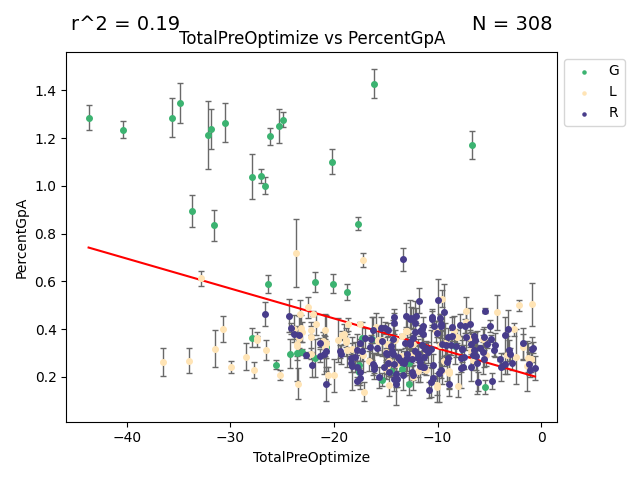 r^2 = 0.19
N = 308
TotalPreOptimize vs PercentGpA
G
L
R
PercentGpA
1.4
1.2
1.0
0.8
0.6
0.4
0.2
−40
−30
−20
−10
0
TotalPreOptimize